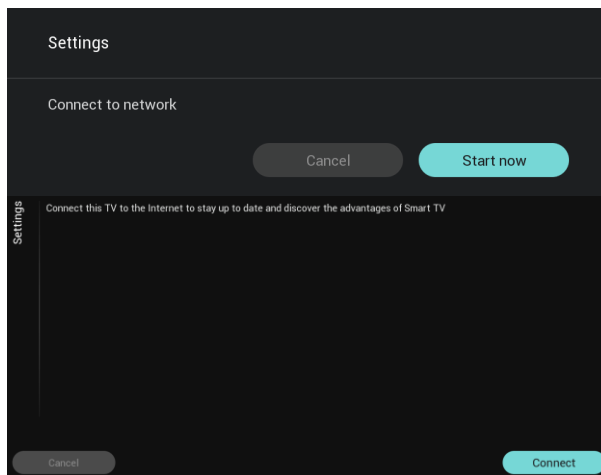 Settings
Connect to network
Cancel
Start now
Settings
Connect this TV to the Internet to stay up to date and discover the advantages of Smart TV
Cancel
Connect